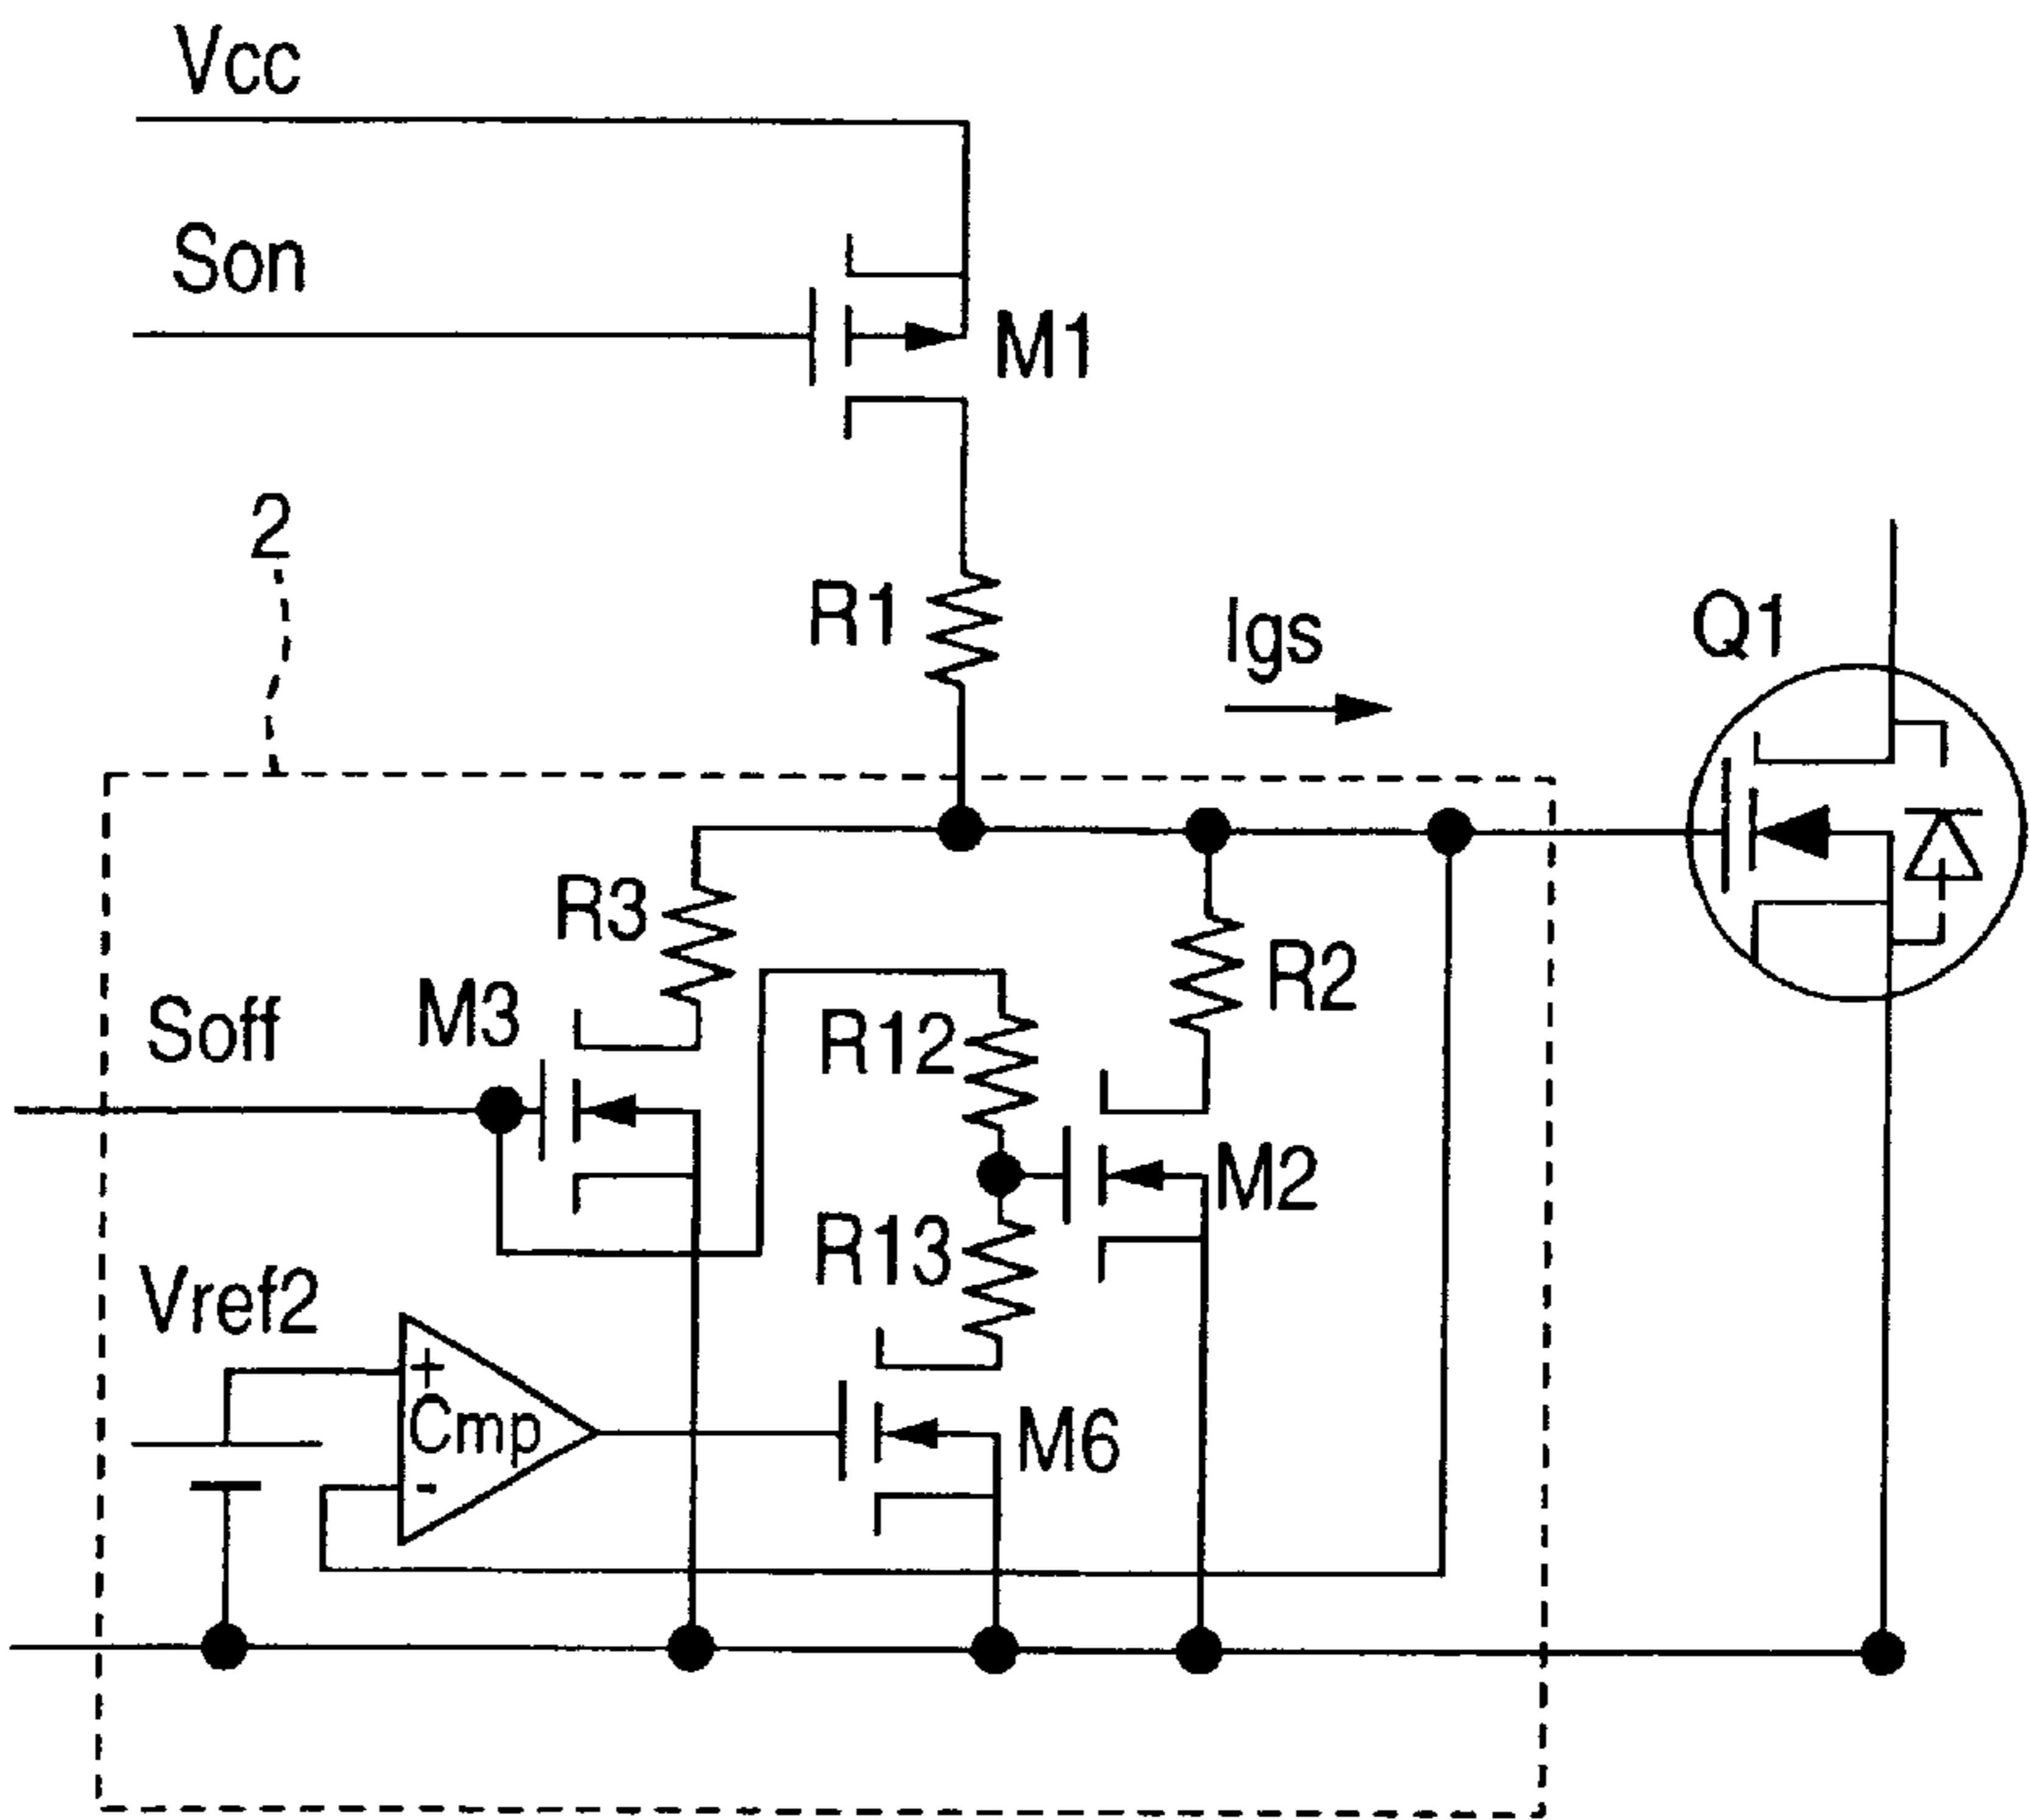 Vcc
Son
M1
2
R1
Igs
Q1
R3
R2
M3
Soff
R12
M2
R13
Vref2
+
Cmp
-
M6